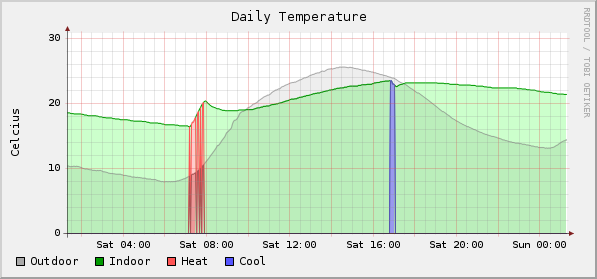 Daily Temperature
RRDTOOL / TOBI OETIKER
Celcius
30
20
10
0
Sat 04:00 Sat 08:00 Sat 12:00 Sat 16:00 Sat 20:00 Sun 00:00
Outdoor Indoor Heat Cool